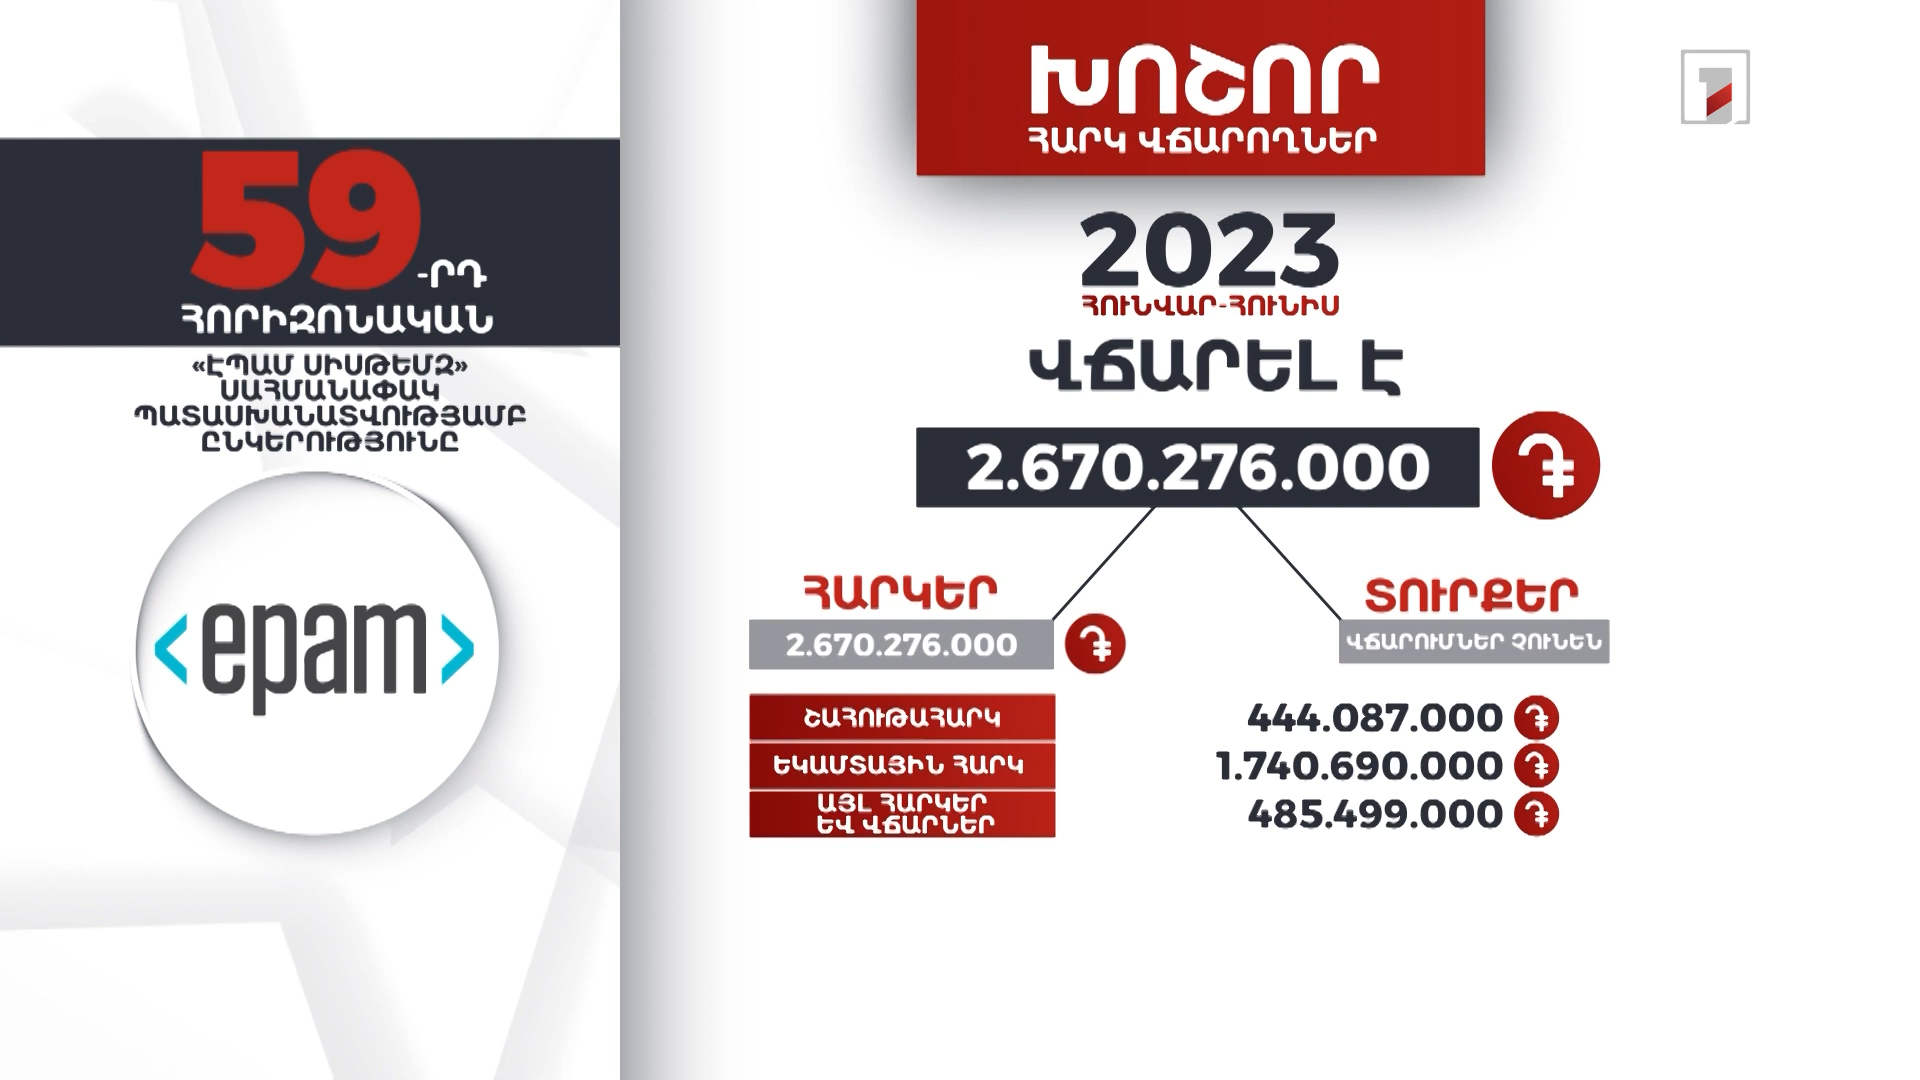 59-ՐԴ
ՀՈՐԻԶՈՆԱԿԱՆ
«ԷՊԱՄ ՍԻՍԹԵՄԶ»
ՍԱՀՄԱՆԱՓԱԿ
ՊԱՏԱՍԽԱՆԱՏՎՈՒԹՅԱՄԲ
ԸՆԿԵՐՈՒԹՅՈՒՆԸ
<epam>
ԽՈՇՈՐ
ՀԱՐԿ ՎՃԱՐՈՂՆԵՐ
1
2023
ՀՈՒՆՎԱՐ-ՀՈՒՆԻՍ
ՎՃԱՐԵԼ Է
2.670.276.000 ֏
ՀԱՐԿԵՐ
2.670.276.000 ֏
ՏՈՒՐՔԵՐ
ՎՃԱՐՈՒՄՆԵՐ ՉՈՒՆԵՆ
ՇԱՀՈՒԹԱՀԱՐԿ 444.087.000 ֏
ԵԿԱՄՏԱՅԻՆ ՀԱՐԿ 1.740.690.000 ֏
ԱՅԼ ՀԱՐԿԵՐ
ԵՎ ՎՃԱՐՆԵՐ 485.499.000 ֏